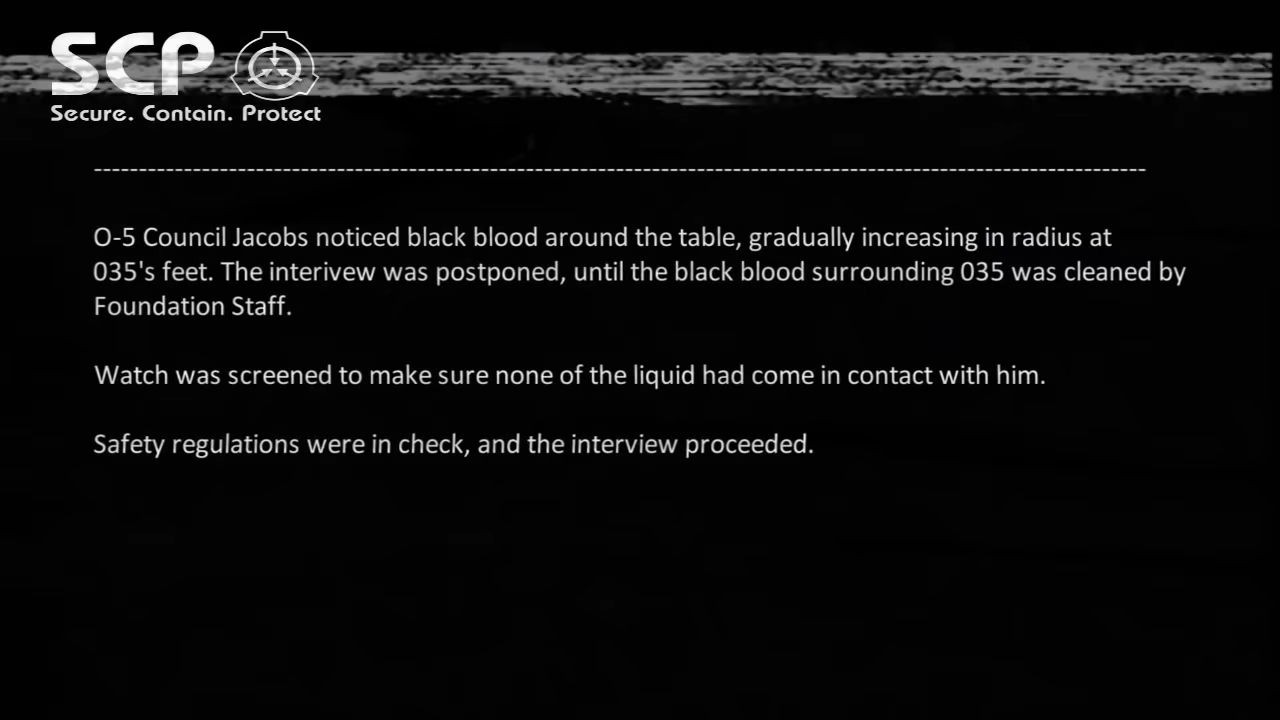 SCP
Secure. Contain. Protect
--------------------------------------------------------------------------------------------------------------------
O-5 Council Jacobs noticed black blood around the table, gradually increasing in radius at
035's feet. The interivew was postponed, until the black blood surrounding 035 was cleaned by
Foundation Staff.
Watch was screened to make sure none of the liquid had come in contact with him.
Safety regulations were in check, and the interview proceeded.